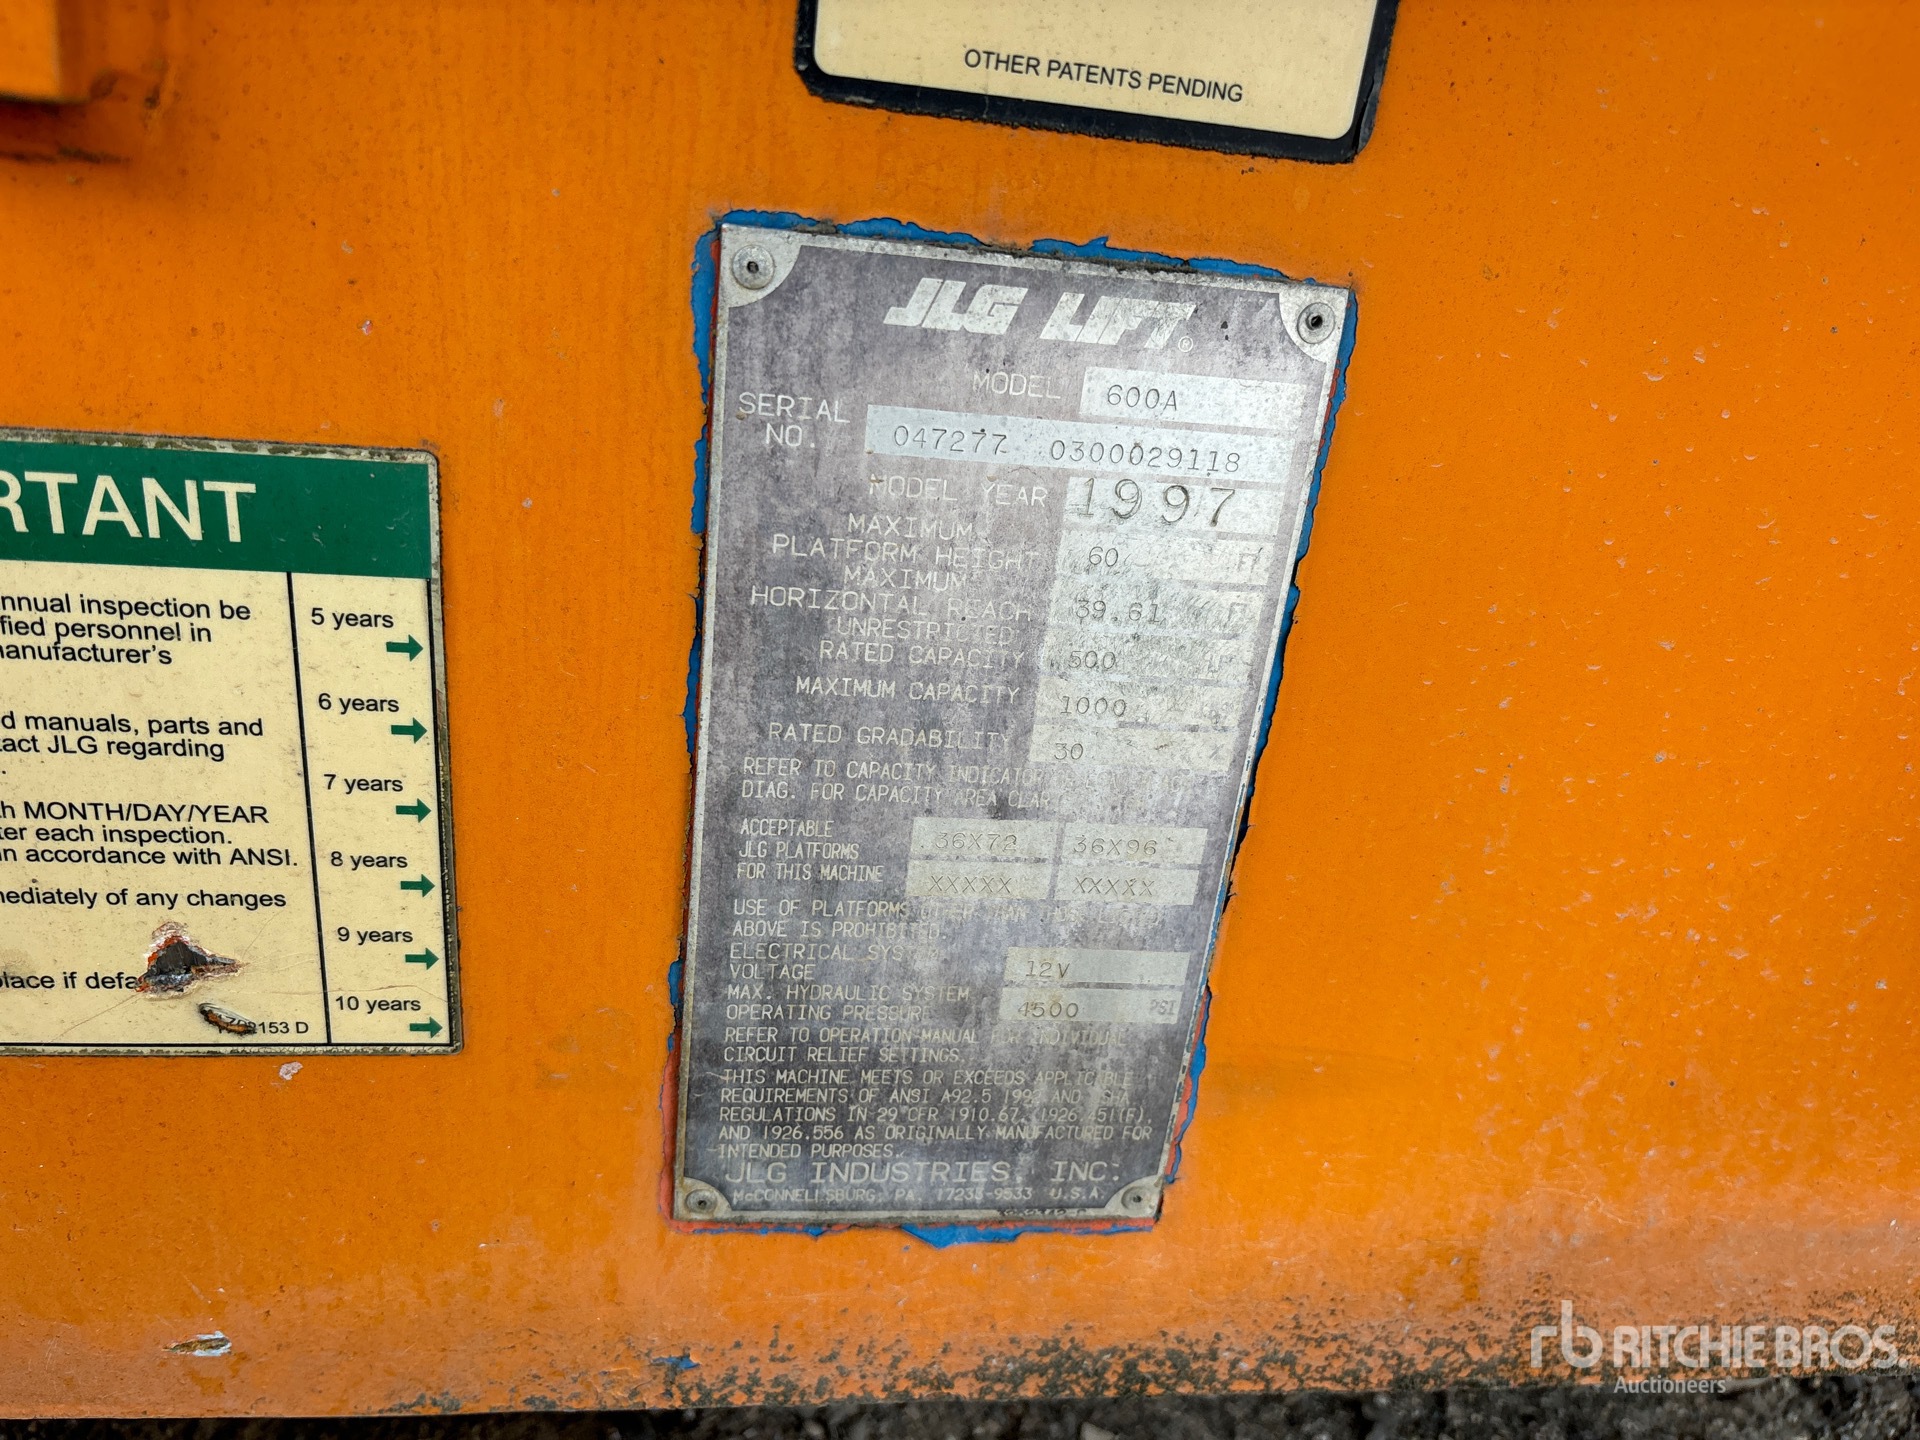 OTHER PATENTS PENDING
JLG LIFT®
MODEL 600A
SERIAL NO. 047277 0300029118
MODEL YEAR 1997
MAXIMUM
PLATFORM HEIGHT 60
MAXIMUM
HORIZONTAL REACH 39.61
UNRESTRICTED
RATED CAPACITY 500
MAXIMUM CAPACITY 1000
RATED GRADABILITY 30
REFER TO CAPACITY
DIAG. FOR CAPACITY AREA
ACCEPTABLE
JLG PLATFORMS
FOR THIS MACHINE
36X72 36X96
XXXXX XXXXX
USE OF PLATFORMS OTHER THAN
ABOVE IS PROHIBITED.
ELECTRICAL
VOLTAGE 12V
MAX. HYDRAULIC SYSTEM
OPERATING PRESSURE 4500 PSI
REFER TO OPERATION MANUAL FOR INDIVIDUAL
CIRCUIT RELIEF SETTINGS.
THIS MACHINE MEETS OR EXCEEDS APPLICABLE
REQUIREMENTS OF ANSI A92.5 AND
REGULATIONS IN 29 CFR 1910.67, 1926.451(F)
AND 1926.556 AS ORIGINALLY MANUFACTURED FOR
INTENDED PURPOSES.
JLG INDUSTRIES, INC.
McCONNELLSBURG, PA. 17233-9533 U.S.A.
RTANT
nnual inspection be
fied personnel in
anufacturer's
d manuals, parts and
tact JLG regarding
h MONTH/DAY/YEAR
ter each inspection.
n accordance with ANSI.
mediately of any changes
place if defa
153 D
5 years
6 years
7 years
8 years
9 years
10 years
rb RITCHIE BROS.
Auctioneers